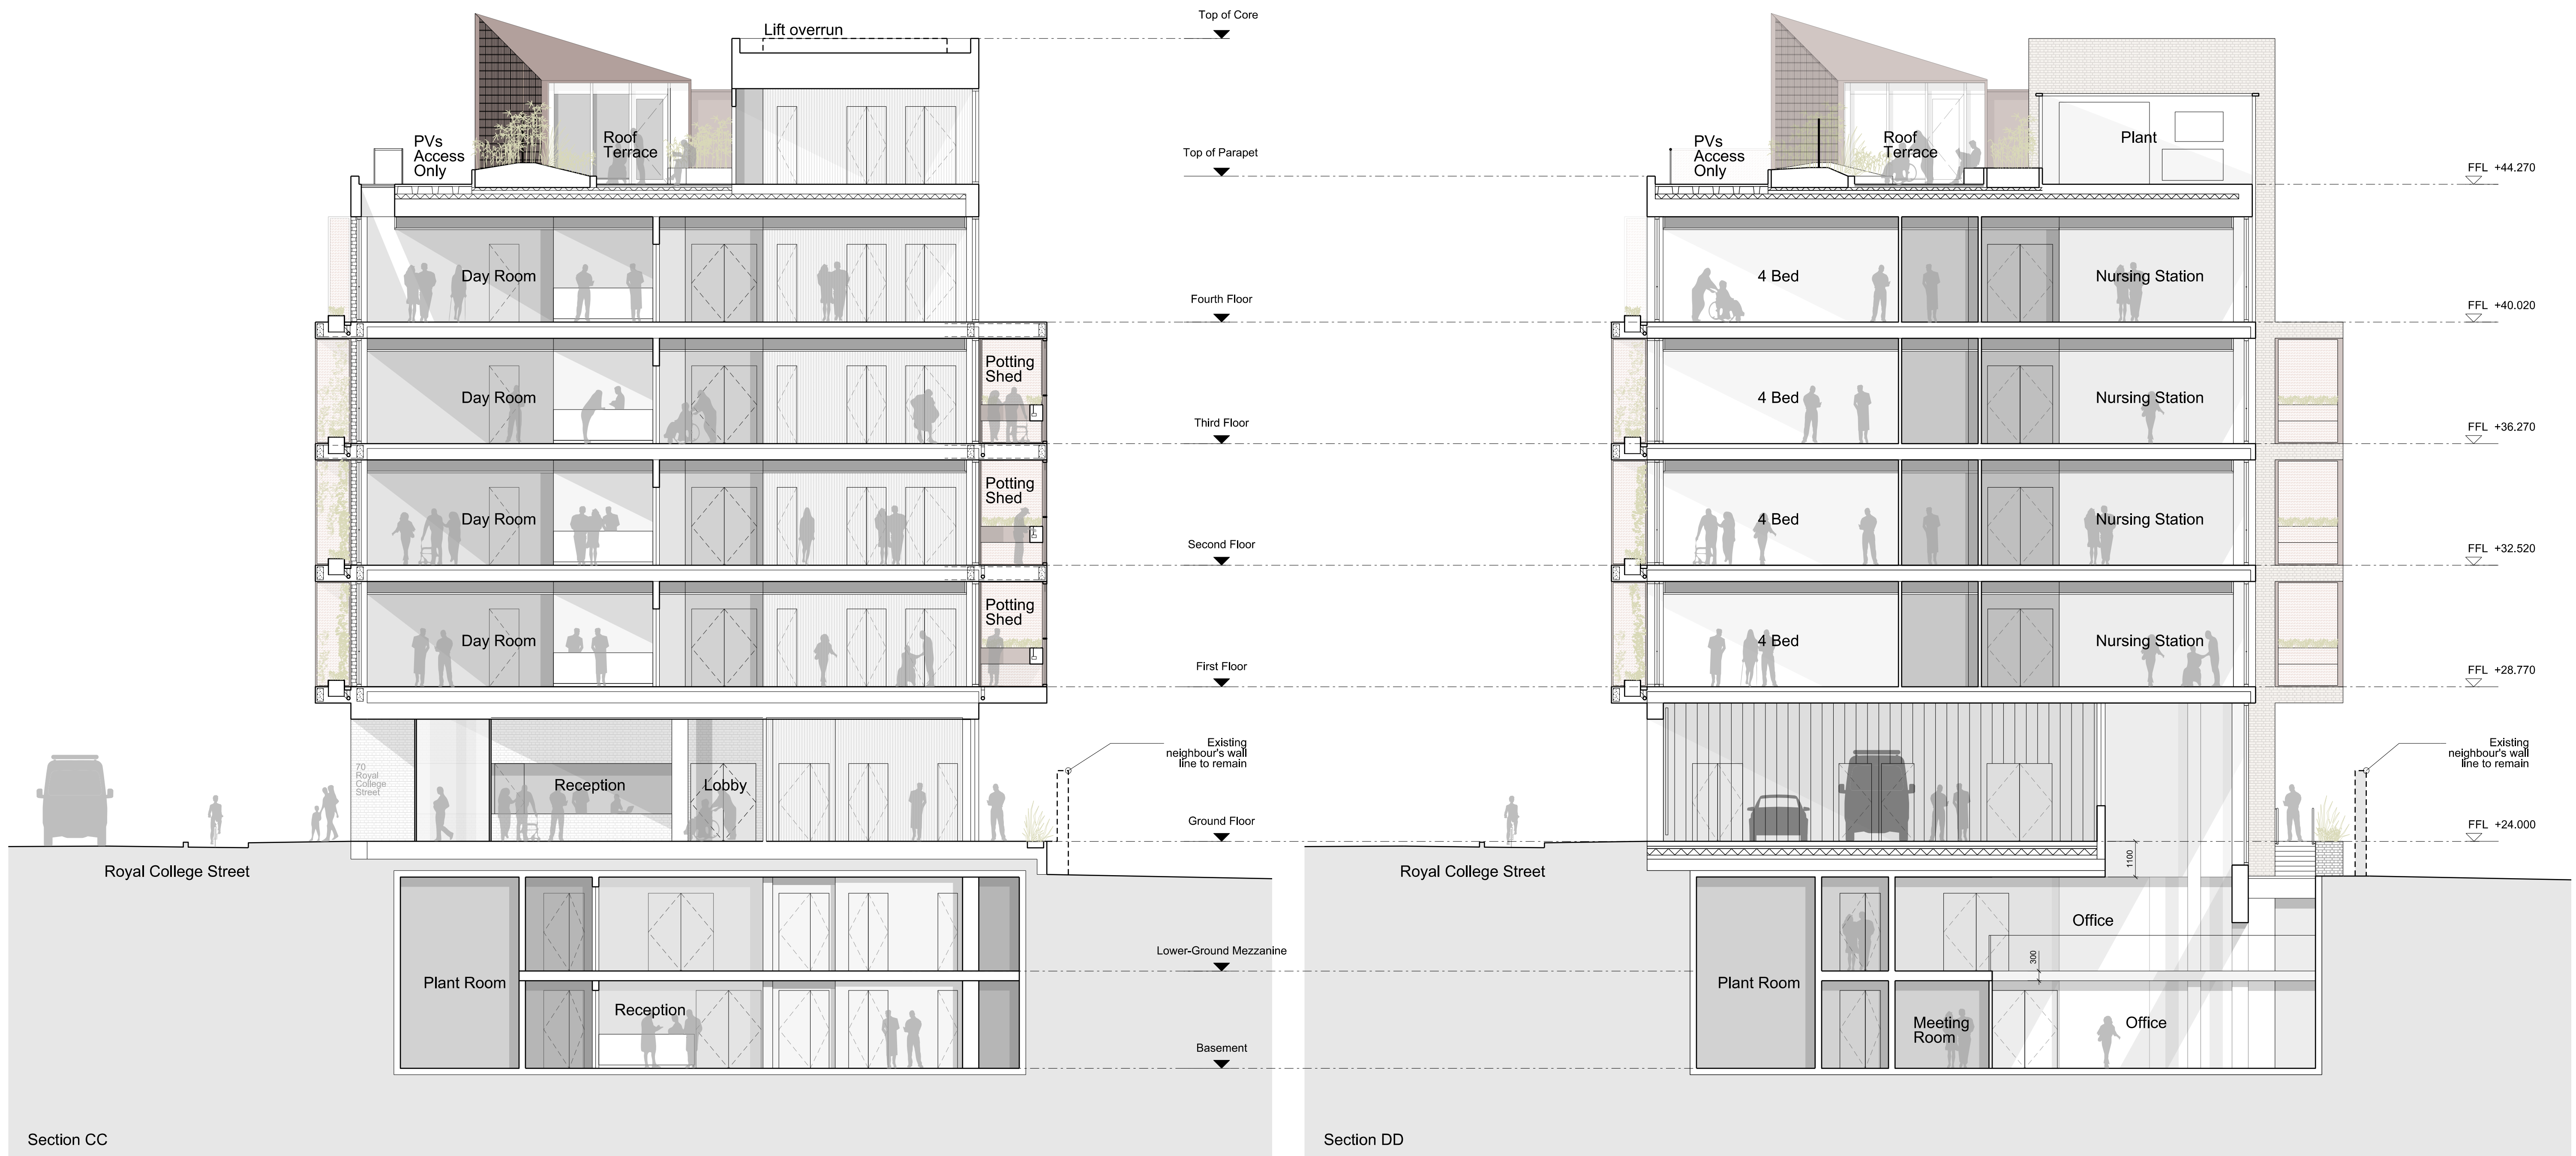 Lift overrun
PVs
Access
Only
Roof
Terrace
Day Room
Day Room
Potting
Shed
Day Room
Potting
Shed
Day Room
Potting
Shed
70
Royal
College
Street
Reception
Lobby
Existing
neighbour's wall
line to remain
Royal College Street
Plant Room
Reception
Section CC
Top of Core
Top of Parapet
Fourth Floor
Third Floor
Second Floor
First Floor
Ground Floor
Lower-Ground Mezzanine
Basement
PVs
Access
Only
Roof
Terrace
Plant
4 Bed
Nursing Station
4 Bed
Nursing Station
4 Bed
Nursing Station
4 Bed
Nursing Station
Existing
neighbour's wall
line to remain
Royal College Street
1100
Office
300
Plant Room
Meeting
Room
Office
Section DD
FFL +44.270
FFL +40.020
FFL +36.270
FFL +32.520
FFL +28.770
FFL +24.000